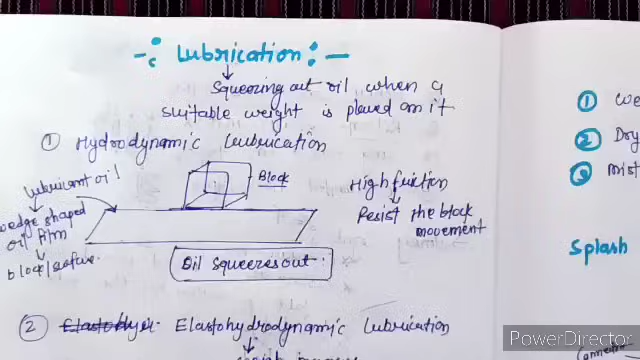 -: Lubrication :-
Squeezing out oil when a
suitable weight is placed on it
① Hydrodynamic Lubrication
lubricant oil
wedge shaped
oil film
block/surface.
Block
High friction
Resist the block
movement
Oil squeezes out.
② Elastohydrodynamic Lubrication
①
② Dry
③ mist
Splash
PowerDirector